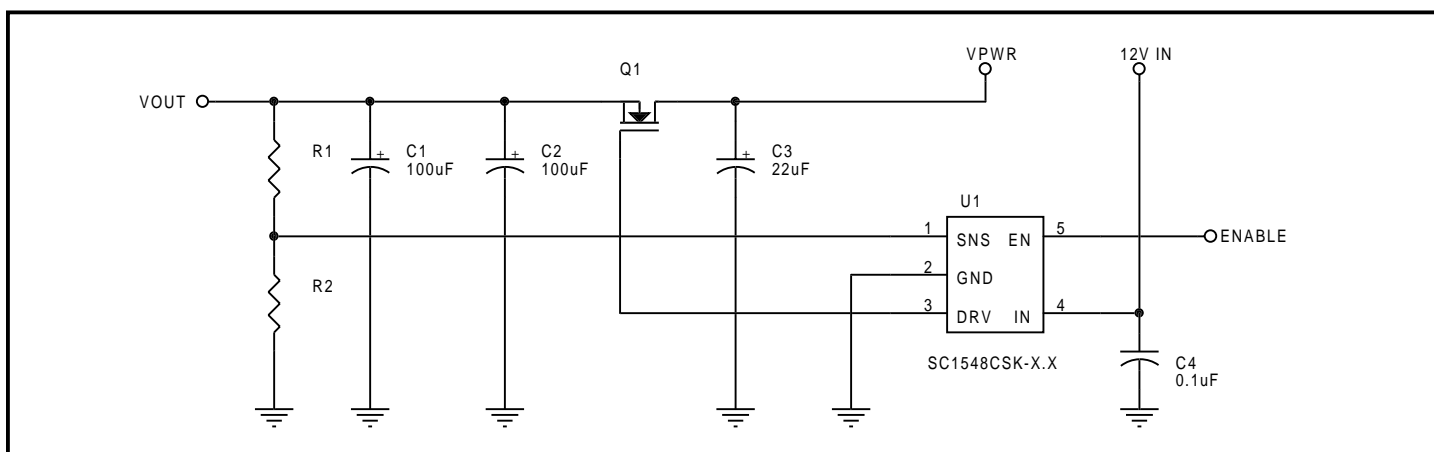 Q1
VPWR
12V IN
VOUT
R1
C1
100uF
C2
100uF
C3
22uF
U1
1
SNS
EN
5
ENABLE
2
GND
R2
3
DRV
IN
4
SC1548CSK-X.X
C4
0.1uF
+
+
+